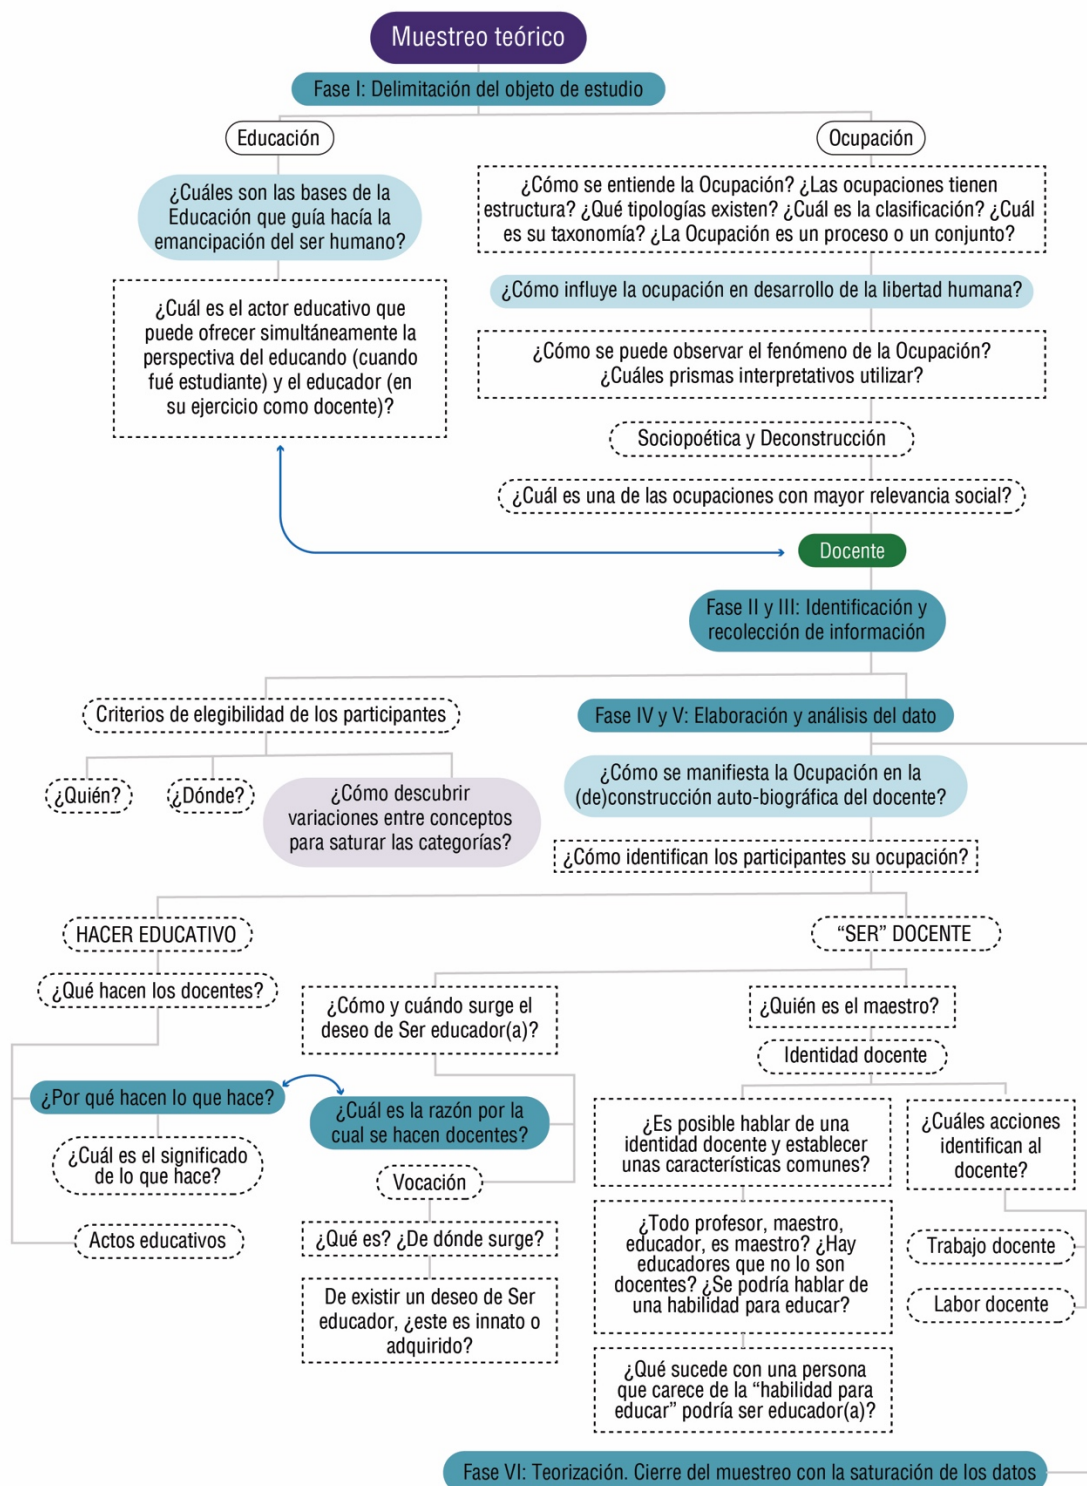 Muestreo teórico
Fase I: Delimitación del objeto de estudio
Educación
Ocupación
¿Cuáles son las bases de la
Educación que guía hacía la
emancipación del ser humano?
¿Cómo se entiende la Ocupación? ¿Las ocupaciones tienen
estructura? ¿Qué tipologías existen? ¿Cuál es la clasificación? ¿Cuál
es su taxonomía? ¿La Ocupación es un proceso o un conjunto?
¿Cuál es el actor educativo que
puede ofrecer simultáneamente la
perspectiva del educando (cuando
fué estudiante) y el educador (en
su ejercicio como docente)?
¿Cómo influye la ocupación en desarrollo de la libertad humana?
¿Cómo se puede observar el fenómeno de la Ocupación?
¿Cuáles prismas interpretativos utilizar?
Sociopoética y Deconstrucción
¿Cuál es una de las ocupaciones con mayor relevancia social?
Docente
Fase II y III: Identificación y
recolección de información
Criterios de elegibilidad de los participantes
Fase IV y V: Elaboración y análisis del dato
¿Quién?
¿Dónde?
¿Cómo descubrir
variaciones entre conceptos
para saturar las categorías?
¿Cómo se manifiesta la Ocupación en la
(de)construcción auto-biográfica del docente?
¿Cómo identifican los participantes su ocupación?
HACER EDUCATIVO
“SER” DOCENTE
¿Qué hacen los docentes?
¿Cómo y cuándo surge el
deseo de Ser educador(a)?
¿Quién es el maestro?
Identidad docente
¿Por qué hacen lo que hace?
¿Cuál es la razón por la
cual se hacen docentes?
¿Es posible hablar de una
identidad docente y establecer
unas características comunes?
¿Cuáles acciones
identifican al
docente?
¿Cuál es el significado
de lo que hace?
Vocación
Actos educativos
¿Qué es? ¿De dónde surge?
¿Todo profesor, maestro,
educador, es maestro? ¿Hay
educadores que no lo son
docentes? ¿Se podría hablar de
una habilidad para educar?
Trabajo docente
Labor docente
De existir un deseo de Ser
educador, ¿este es innato o
adquirido?
¿Qué sucede con una persona
que carece de la “habilidad para
educar” podría ser educador(a)?
Fase VI: Teorización. Cierre del muestreo con la saturación de los datos